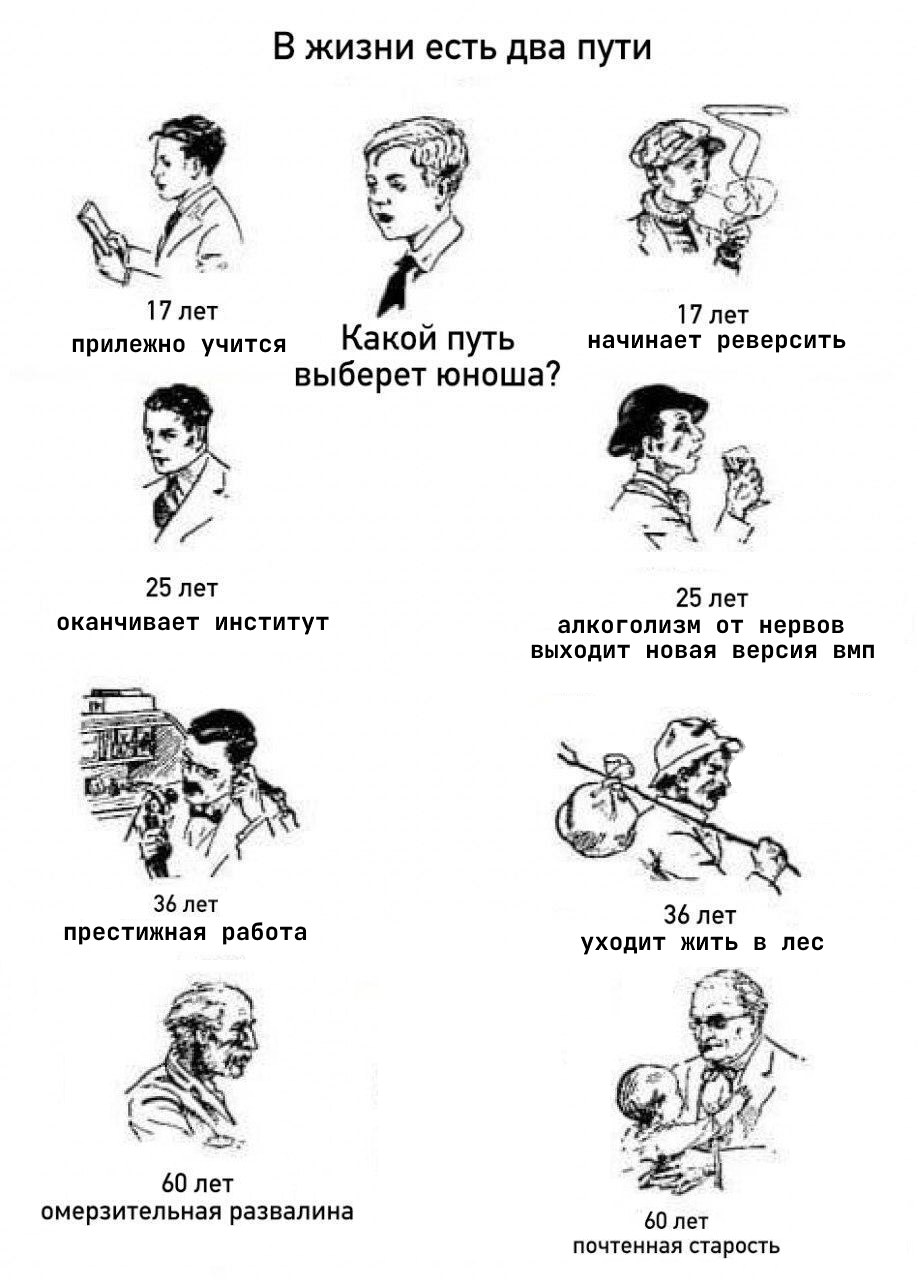 В жизни есть два пути
17 лет
прилежно учится
Какой путь
выберет юноша?
17 лет
начинает реверсить
25 лет
оканчивает институт
25 лет
алкоголизм от нервов
выходит новая версия вмп
36 лет
престижная работа
36 лет
уходит жить в лес
60 лет
омерзительная развалина
60 лет
почтенная старость